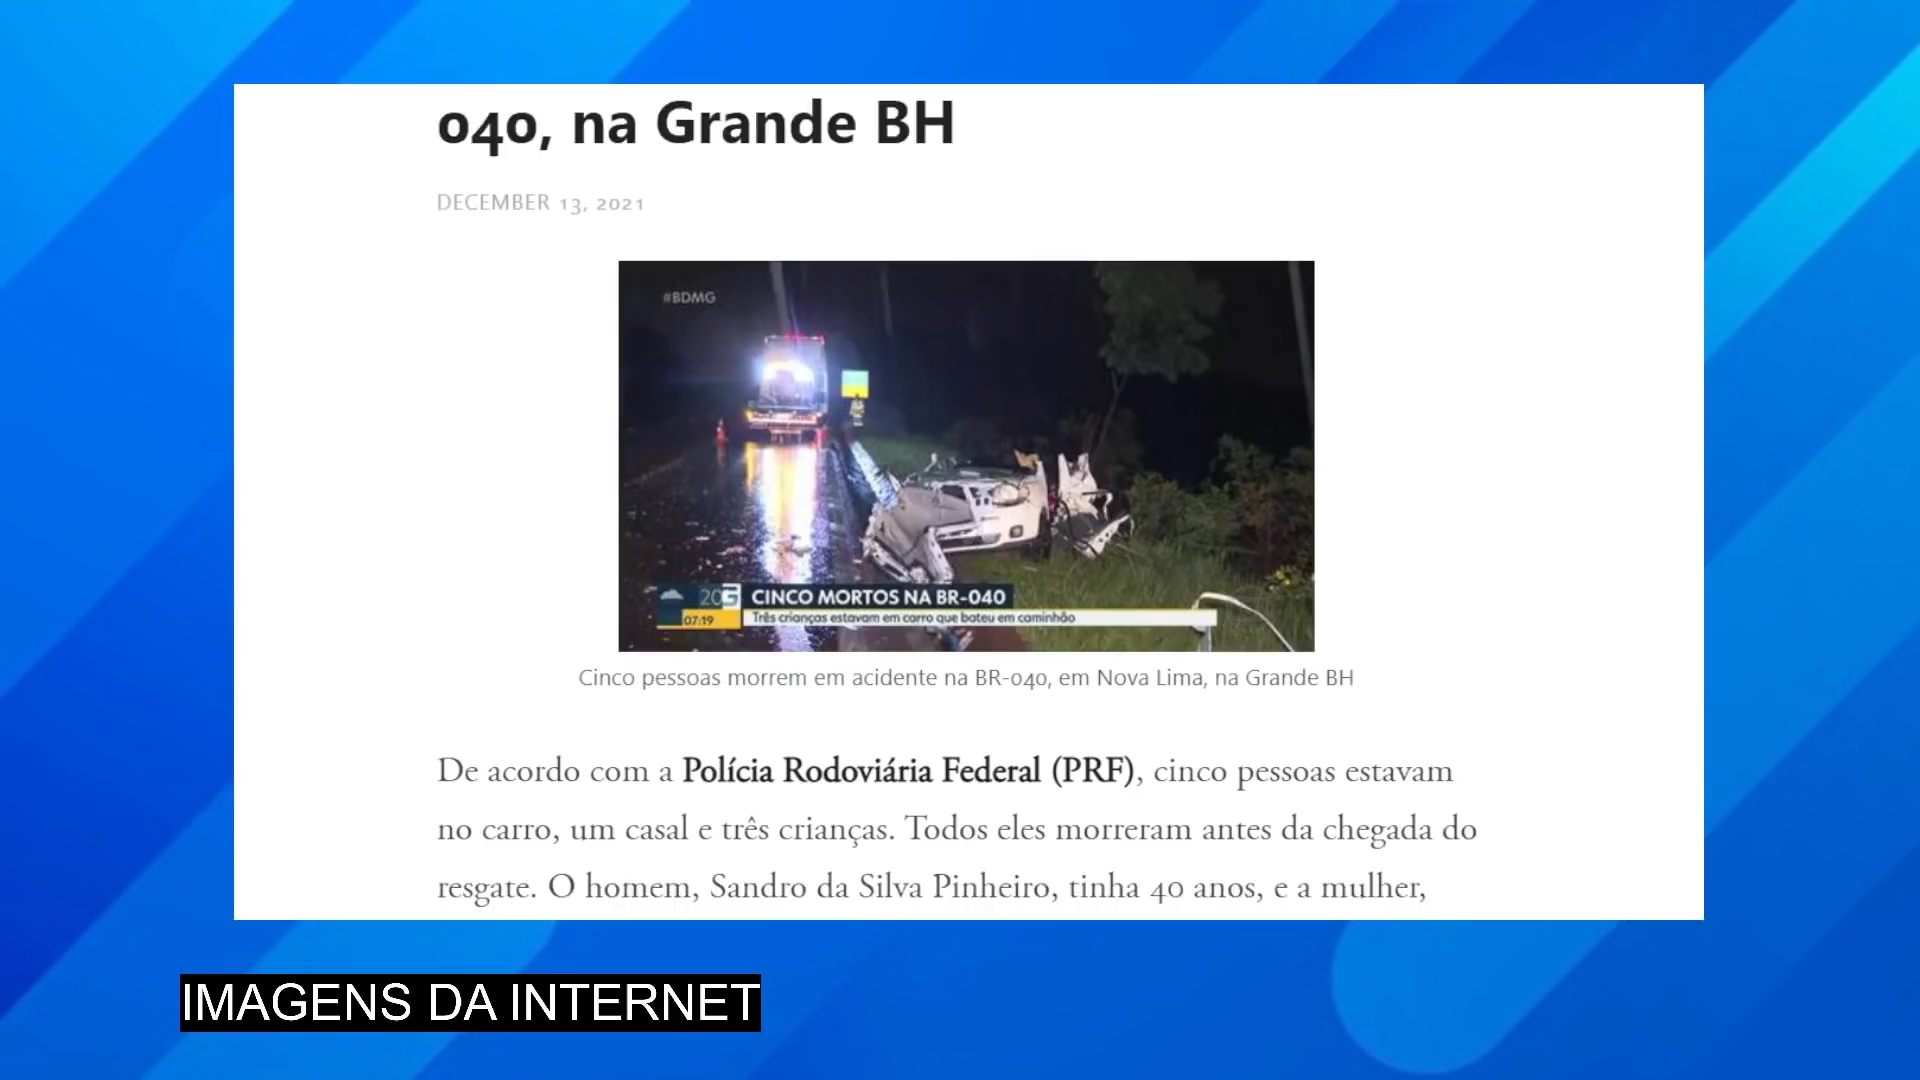 040, na Grande BH
DECEMBER 13, 2021
#BDMG
20G
CINCO MORTOS NA BR-040
07:19
Três crianças estavam em carro que bateu em caminhão
Cinco pessoas morrem em acidente na BR-040, em Nova Lima, na Grande BH
De acordo com a Polícia Rodoviária Federal (PRF), cinco pessoas estavam
no carro, um casal e três crianças. Todos eles morreram antes da chegada do
resgate. O homem, Sandro da Silva Pinheiro, tinha 40 anos, e a mulher,
IMAGENS DA INTERNET